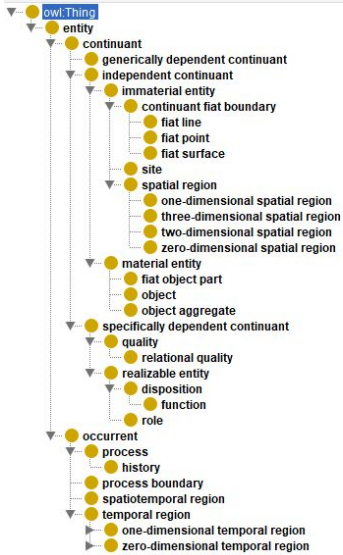 owl:Thing
entity
continuant
generically dependent continuant
independent continuant
immaterial entity
continuant fiat boundary
fiat line
fiat point
fiat surface
site
spatial region
one-dimensional spatial region
three-dimensional spatial region
two-dimensional spatial region
zero-dimensional spatial region
material entity
fiat object part
object
object aggregate
specifically dependent continuant
quality
relational quality
realizable entity
disposition
function
role
occurrent
process
history
process boundary
spatiotemporal region
temporal region
one-dimensional temporal region
zero-dimensional temporal region